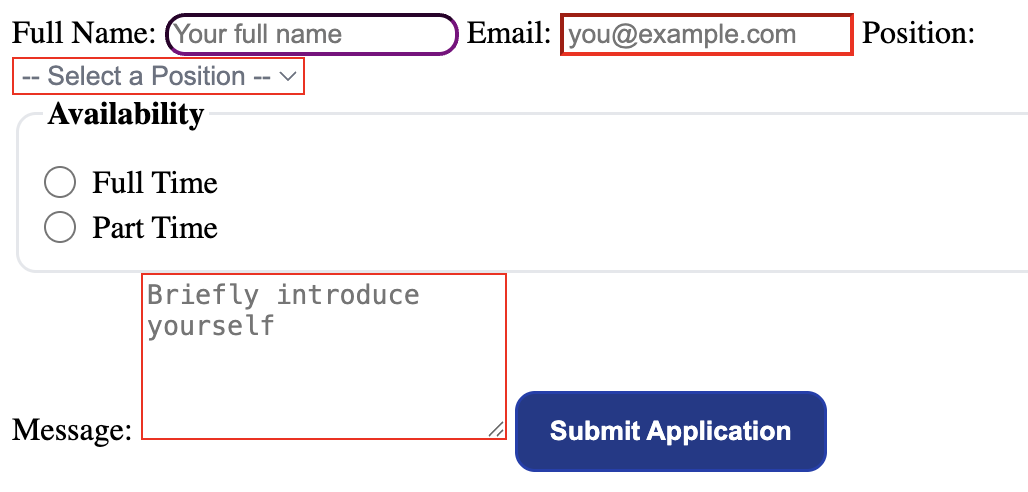 Full Name: Your full name Email: you@example.com Position:
-- Select a Position --
Availability
Full Time
Part Time
Briefly introduce
yourself
Message: Submit Application